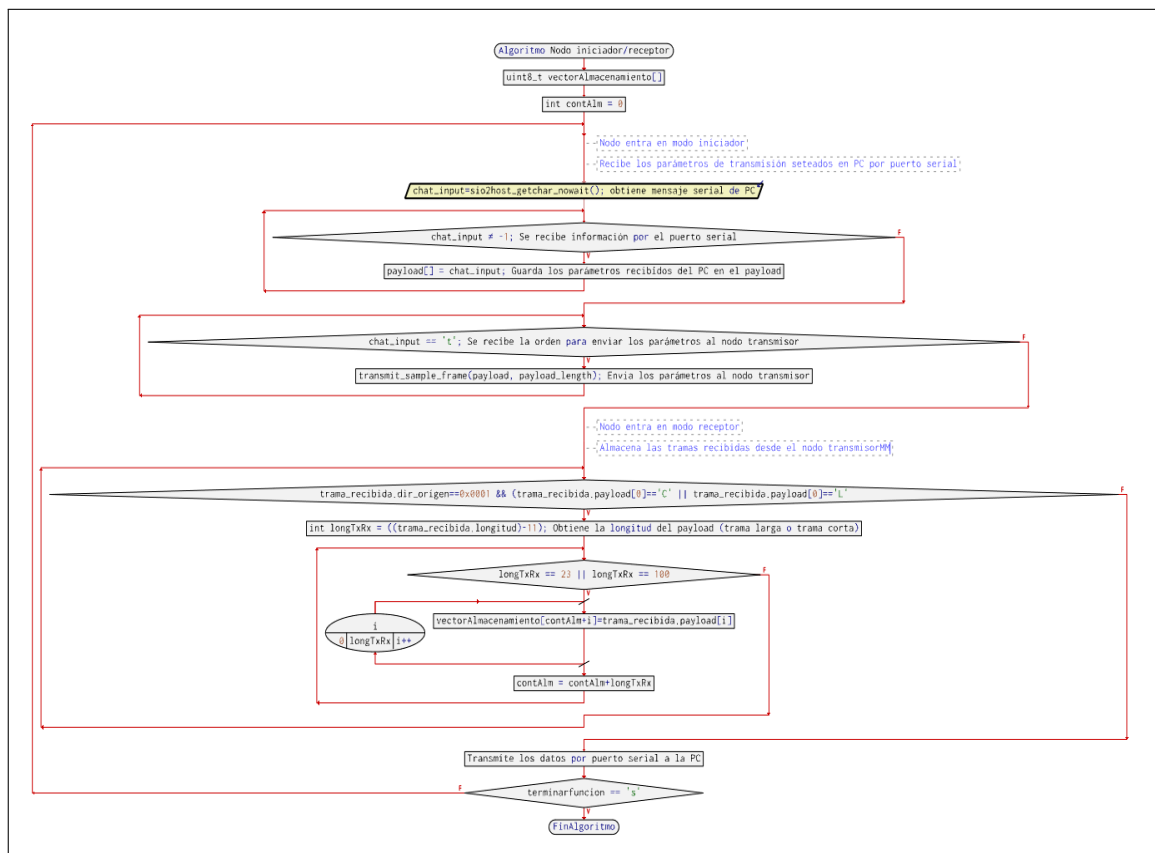 Algoritmo Nodo iniciador/receptor
uint8_t vectorAlmacenamiento[]
int contAlm = 0
Nodo entra en modo iniciador
Recibe los parámetros de transmisión seteados en PC por puerto serial
chat_input=sio2host_getchar_nowait(); obtiene mensaje serial de PC
chat_input ≠ -1; Se recibe información por el puerto serial
F
V
payload[] = chat_input; Guarda los parámetros recibidos del PC en el payload
chat_input == 't'; Se recibe la orden para enviar los parámetros al nodo transmisor
F
V
transmit_sample_frame(payload, payload_length); Envia los parámetros al nodo transmisor
Nodo entra en modo receptor
Almacena las tramas recibidas desde el nodo transmisorMM
trama_recibida.dir_origen==0x0001 && (trama_recibida.payload[0]=='C' || trama_recibida.payload[0]=='L'
F
V
int longTxRx = ((trama_recibida.longitud)-11); Obtiene la longitud del payload (trama larga o trama corta)
longTxRx == 23 || longTxRx == 100
F
V
i
0 longTxRx i++
vectorAlmacenamiento[contAlm+i]=trama_recibida.payload[i]
contAlm = contAlm+longTxRx
Transmite los datos por puerto serial a la PC
F
terminarfuncion == 's'
V
FinAlgoritmo